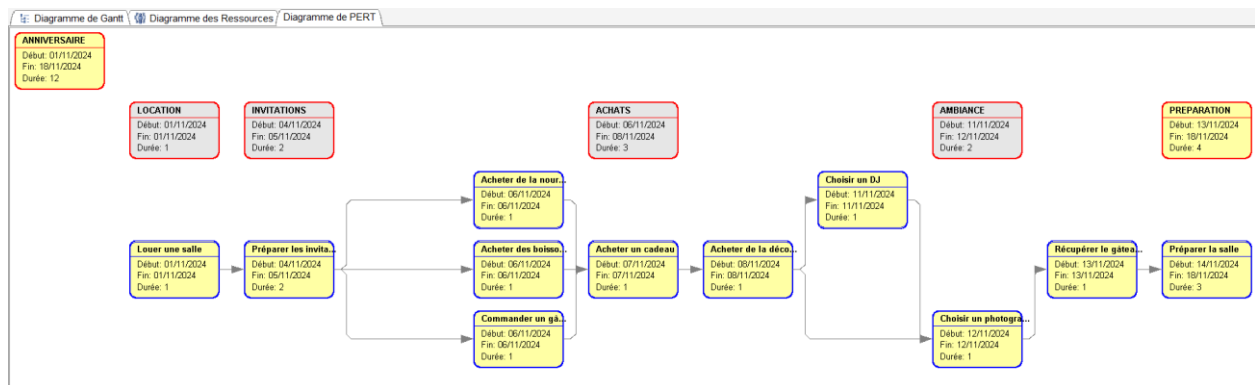 Diagramme de Gantt
Diagramme des Ressources
Diagramme de PERT
ANNIVERSAIRE
Début: 01/11/2024
Fin: 18/11/2024
Durée: 12
LOCATION
Début: 01/11/2024
Fin: 01/11/2024
Durée: 1
INVITATIONS
Début: 04/11/2024
Fin: 05/11/2024
Durée: 2
ACHATS
Début: 06/11/2024
Fin: 08/11/2024
Durée: 3
AMBIANCE
Début: 11/11/2024
Fin: 12/11/2024
Durée: 2
PREPARATION
Début: 13/11/2024
Fin: 18/11/2024
Durée: 4
Acheter de la nour...
Début: 06/11/2024
Fin: 06/11/2024
Durée: 1
Choisir un DJ
Début: 11/11/2024
Fin: 11/11/2024
Durée: 1
Louer une salle
Début: 01/11/2024
Fin: 01/11/2024
Durée: 1
Préparer les invita...
Début: 04/11/2024
Fin: 05/11/2024
Durée: 2
Acheter des boisso...
Début: 06/11/2024
Fin: 06/11/2024
Durée: 1
Acheter un cadeau
Début: 07/11/2024
Fin: 07/11/2024
Durée: 1
Acheter de la déco...
Début: 08/11/2024
Fin: 08/11/2024
Durée: 1
Récupérer le gâtea...
Début: 13/11/2024
Fin: 13/11/2024
Durée: 1
Préparer la salle
Début: 14/11/2024
Fin: 18/11/2024
Durée: 3
Commander un gâ...
Début: 06/11/2024
Fin: 06/11/2024
Durée: 1
Choisir un photogra...
Début: 12/11/2024
Fin: 12/11/2024
Durée: 1